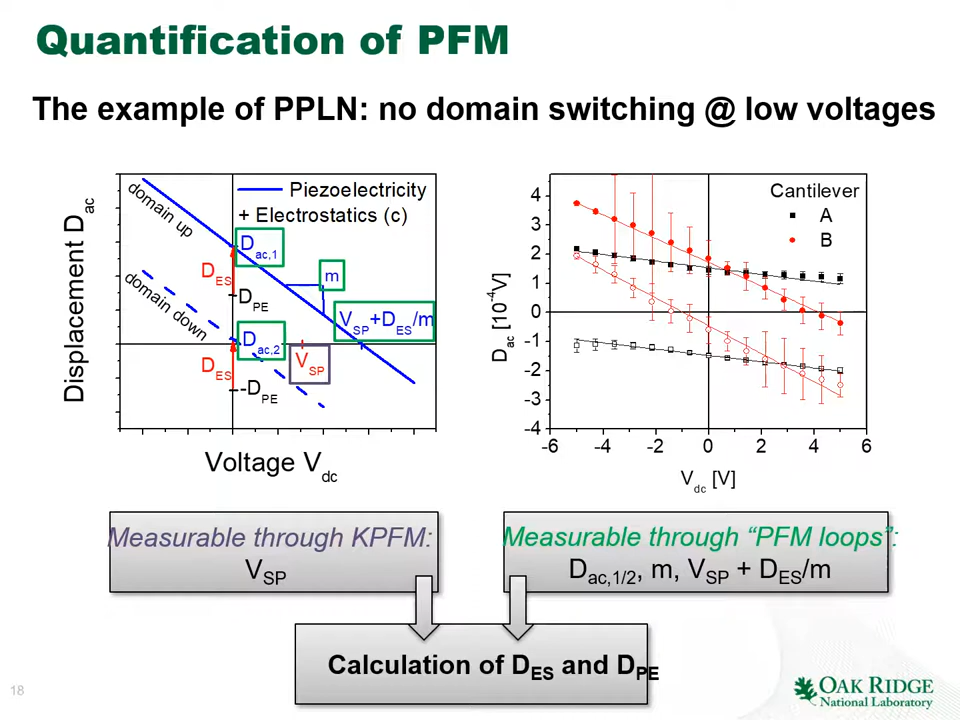 Quantification of PFM
The example of PPLN: no domain switching @ low voltages
Displacement D_ac
domain up
domain down
Piezoelectricity
+ Electrostatics (c)
D_ac,1
D_ES
m
D_PE
V_SP+D_ES/m
D_ac,2
D_ES
V_SP
-D_PE
Voltage V_dc
D_ac [10^-4V]
Cantilever
A
B
4
3
2
1
0
-1
-2
-3
-4
-6 -4 -2 0 2 4 6
V_dc [V]
Measurable through KPFM:
V_SP
Measurable through “PFM loops”:
D_ac,1/2, m, V_SP + D_ES/m
Calculation of D_ES and D_PE
18
OAK RIDGE
National Laboratory